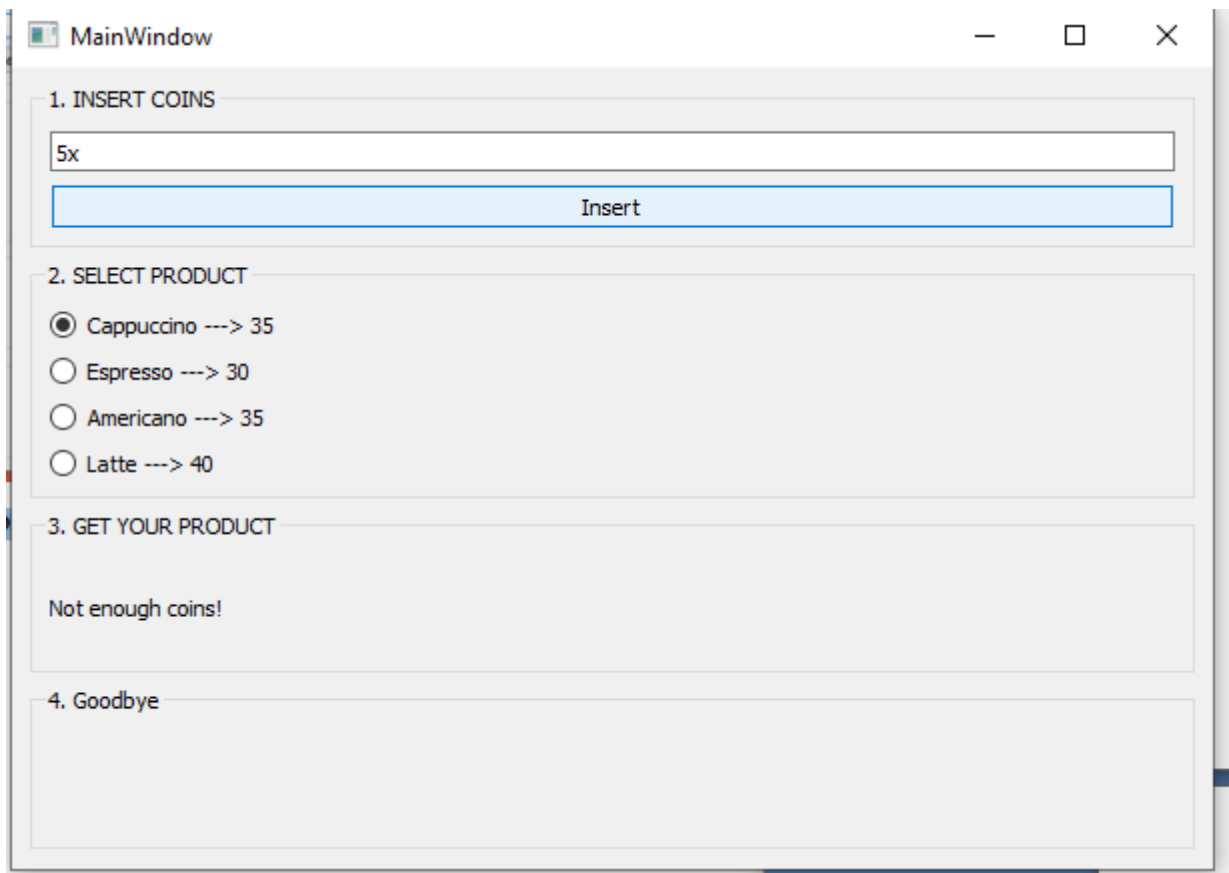 MainWindow
1. INSERT COINS
5x
Insert
2. SELECT PRODUCT
Cappuccino ---> 35
Espresso ---> 30
Americano ---> 35
Latte ---> 40
3. GET YOUR PRODUCT
Not enough coins!
4. Goodbye